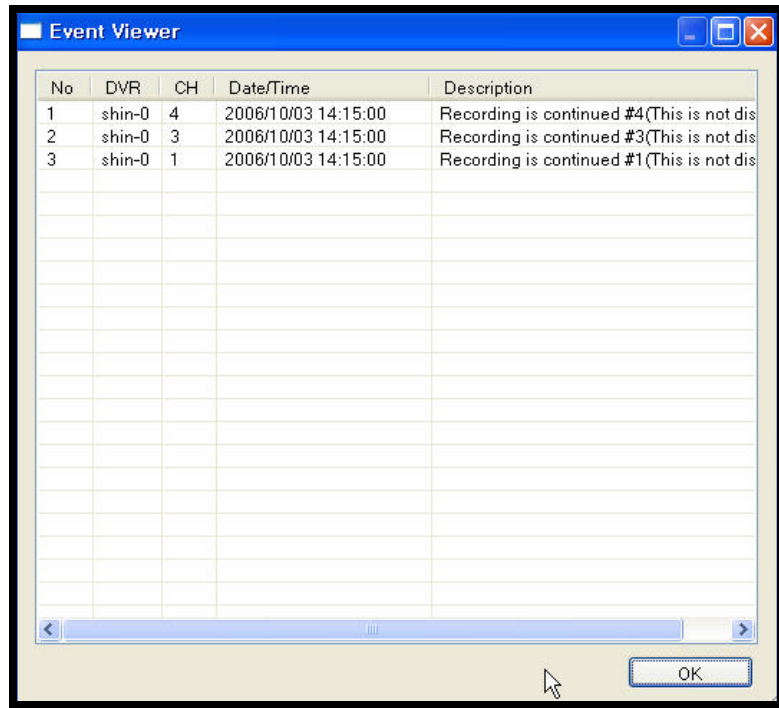 Event Viewer
No DVR CH Date/Time Description
1 shin-0 4 2006/10/03 14:15:00 Recording is continued #4(This is not dis
2 shin-0 3 2006/10/03 14:15:00 Recording is continued #3(This is not dis
3 shin-0 1 2006/10/03 14:15:00 Recording is continued #1(This is not dis
OK